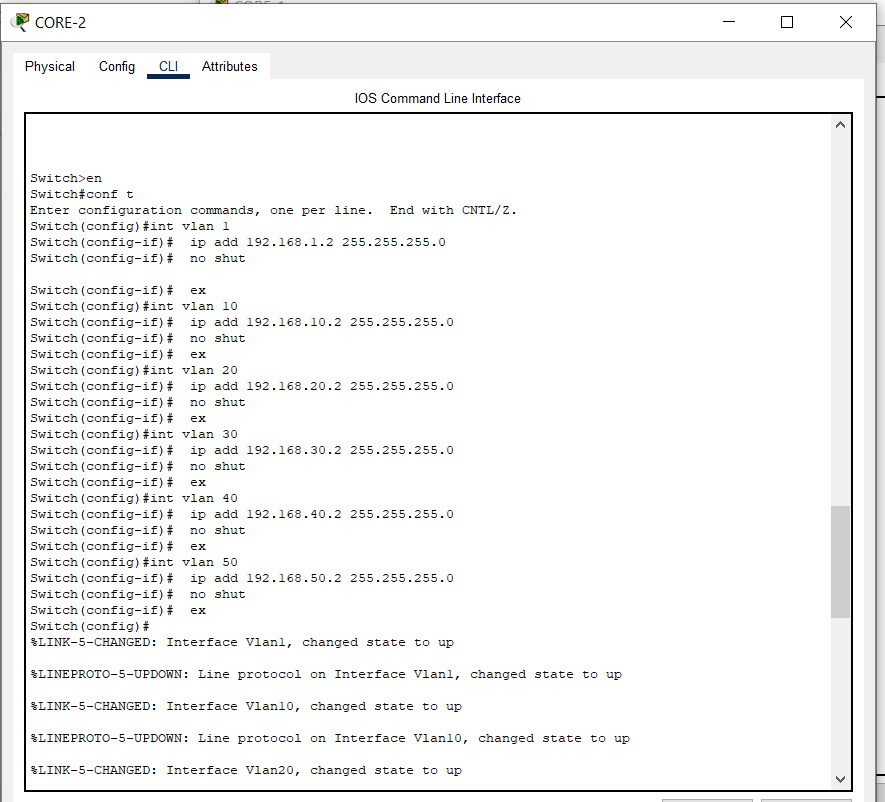 CORE-2
Physical Config CLI Attributes
IOS Command Line Interface
Switch>en
Switch#conf t
Enter configuration commands, one per line.  End with CNTL/Z.
Switch(config)#int vlan 1
Switch(config-if)#  ip add 192.168.1.2 255.255.255.0
Switch(config-if)#  no shut
Switch(config-if)#  ex
Switch(config)#int vlan 10
Switch(config-if)#  ip add 192.168.10.2 255.255.255.0
Switch(config-if)#  no shut
Switch(config-if)#  ex
Switch(config)#int vlan 20
Switch(config-if)#  ip add 192.168.20.2 255.255.255.0
Switch(config-if)#  no shut
Switch(config-if)#  ex
Switch(config)#int vlan 30
Switch(config-if)#  ip add 192.168.30.2 255.255.255.0
Switch(config-if)#  no shut
Switch(config-if)#  ex
Switch(config)#int vlan 40
Switch(config-if)#  ip add 192.168.40.2 255.255.255.0
Switch(config-if)#  no shut
Switch(config-if)#  ex
Switch(config)#int vlan 50
Switch(config-if)#  ip add 192.168.50.2 255.255.255.0
Switch(config-if)#  no shut
Switch(config-if)#  ex
Switch(config)#
%LINK-5-CHANGED: Interface Vlan1, changed state to up
%LINEPROTO-5-UPDOWN: Line protocol on Interface Vlan1, changed state to up
%LINK-5-CHANGED: Interface Vlan10, changed state to up
%LINEPROTO-5-UPDOWN: Line protocol on Interface Vlan10, changed state to up
%LINK-5-CHANGED: Interface Vlan20, changed state to up